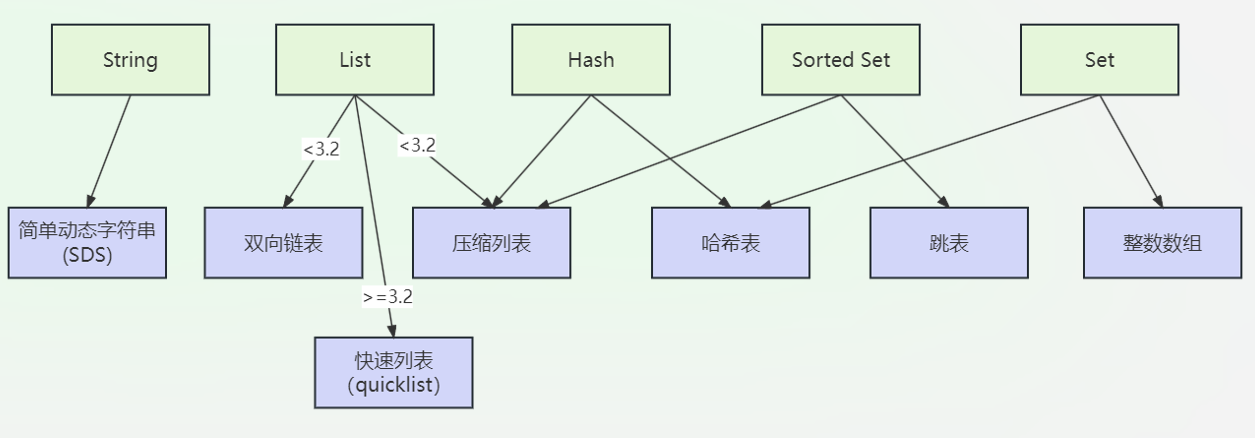 String
List
Hash
Sorted Set
Set
<3.2
<3.2
简单动态字符串
(SDS)
双向链表
压缩列表
哈希表
跳表
整数数组
>=3.2
快速列表
（quicklist）